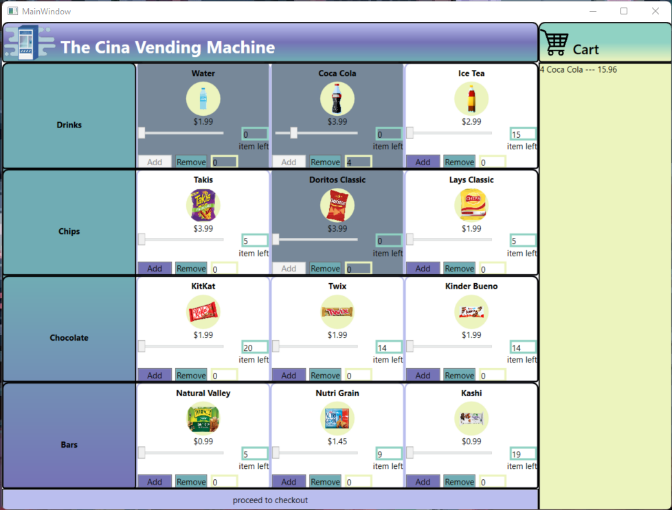 MainWindow
The Cina Vending Machine
Cart
4 Coca Cola --- 15.96
Drinks
Water
$1.99
0
item left
Add Remove 0
Coca Cola
$3.99
0
item left
Add Remove 4
Ice Tea
$2.99
15
item left
Add Remove 0
Chips
Takis
$3.99
5
item left
Add Remove 0
Doritos Classic
$3.99
0
item left
Add Remove 0
Lays Classic
$1.99
5
item left
Add Remove 0
Chocolate
KitKat
$1.99
20
item left
Add Remove 0
Twix
$1.99
14
item left
Add Remove 0
Kinder Bueno
$1.99
14
item left
Add Remove 0
Bars
Natural Valley
$0.99
5
item left
Add Remove 0
Nutri Grain
$1.45
9
item left
Add Remove 0
Kashi
$0.99
19
item left
Add Remove 0
proceed to checkout